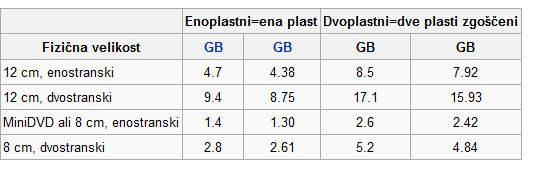 Enoplastni=ena plast Dvoplastni=dve plasti zgoščeni
Fizična velikost GB GB GB GB
12 cm, enostranski 4.7 4.38 8.5 7.92
12 cm, dvostranski 9.4 8.75 17.1 15.93
MiniDVD ali 8 cm, enostranski 1.4 1.30 2.6 2.42
8 cm, dvostranski 2.8 2.61 5.2 4.84